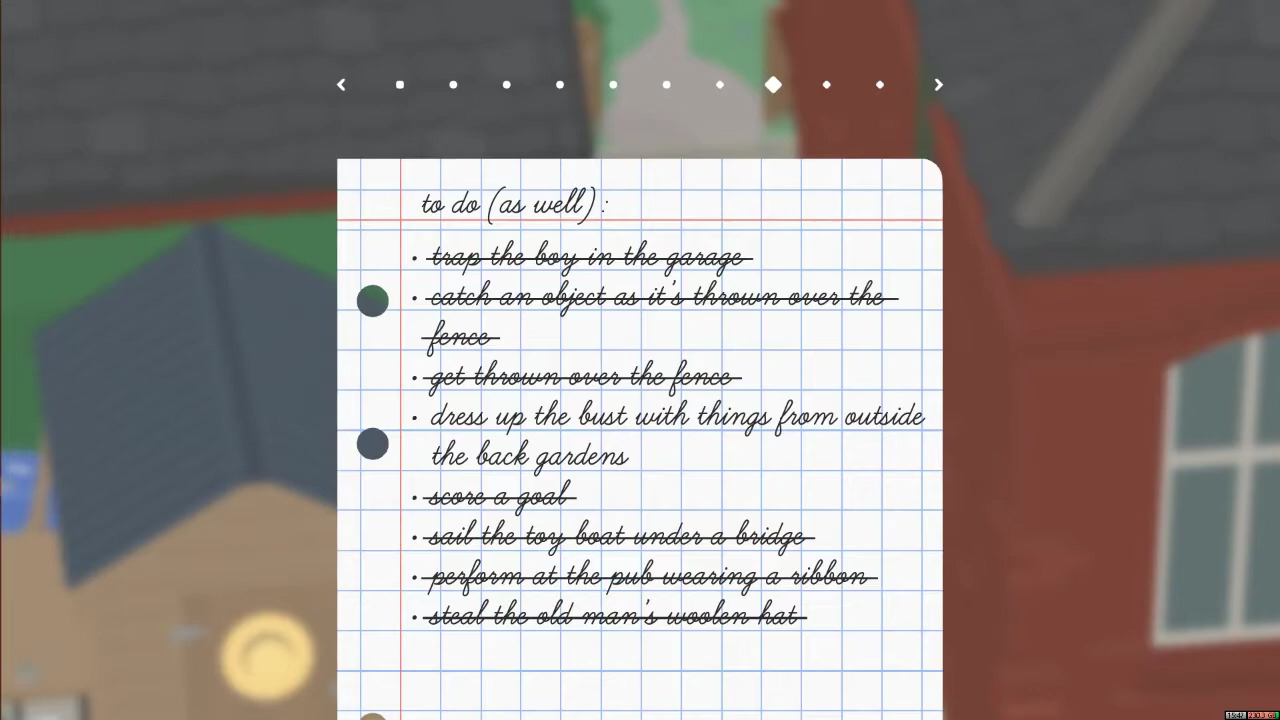 to do (as well) :
• trap the boy in the garage
• catch an object as it's thrown over the
fence
• get thrown over the fence
• dress up the bust with things from outside
the back gardens
• score a goal
• sail the toy boat under a bridge
• perform at the pub wearing a ribbon
• steal the old man's woolen hat